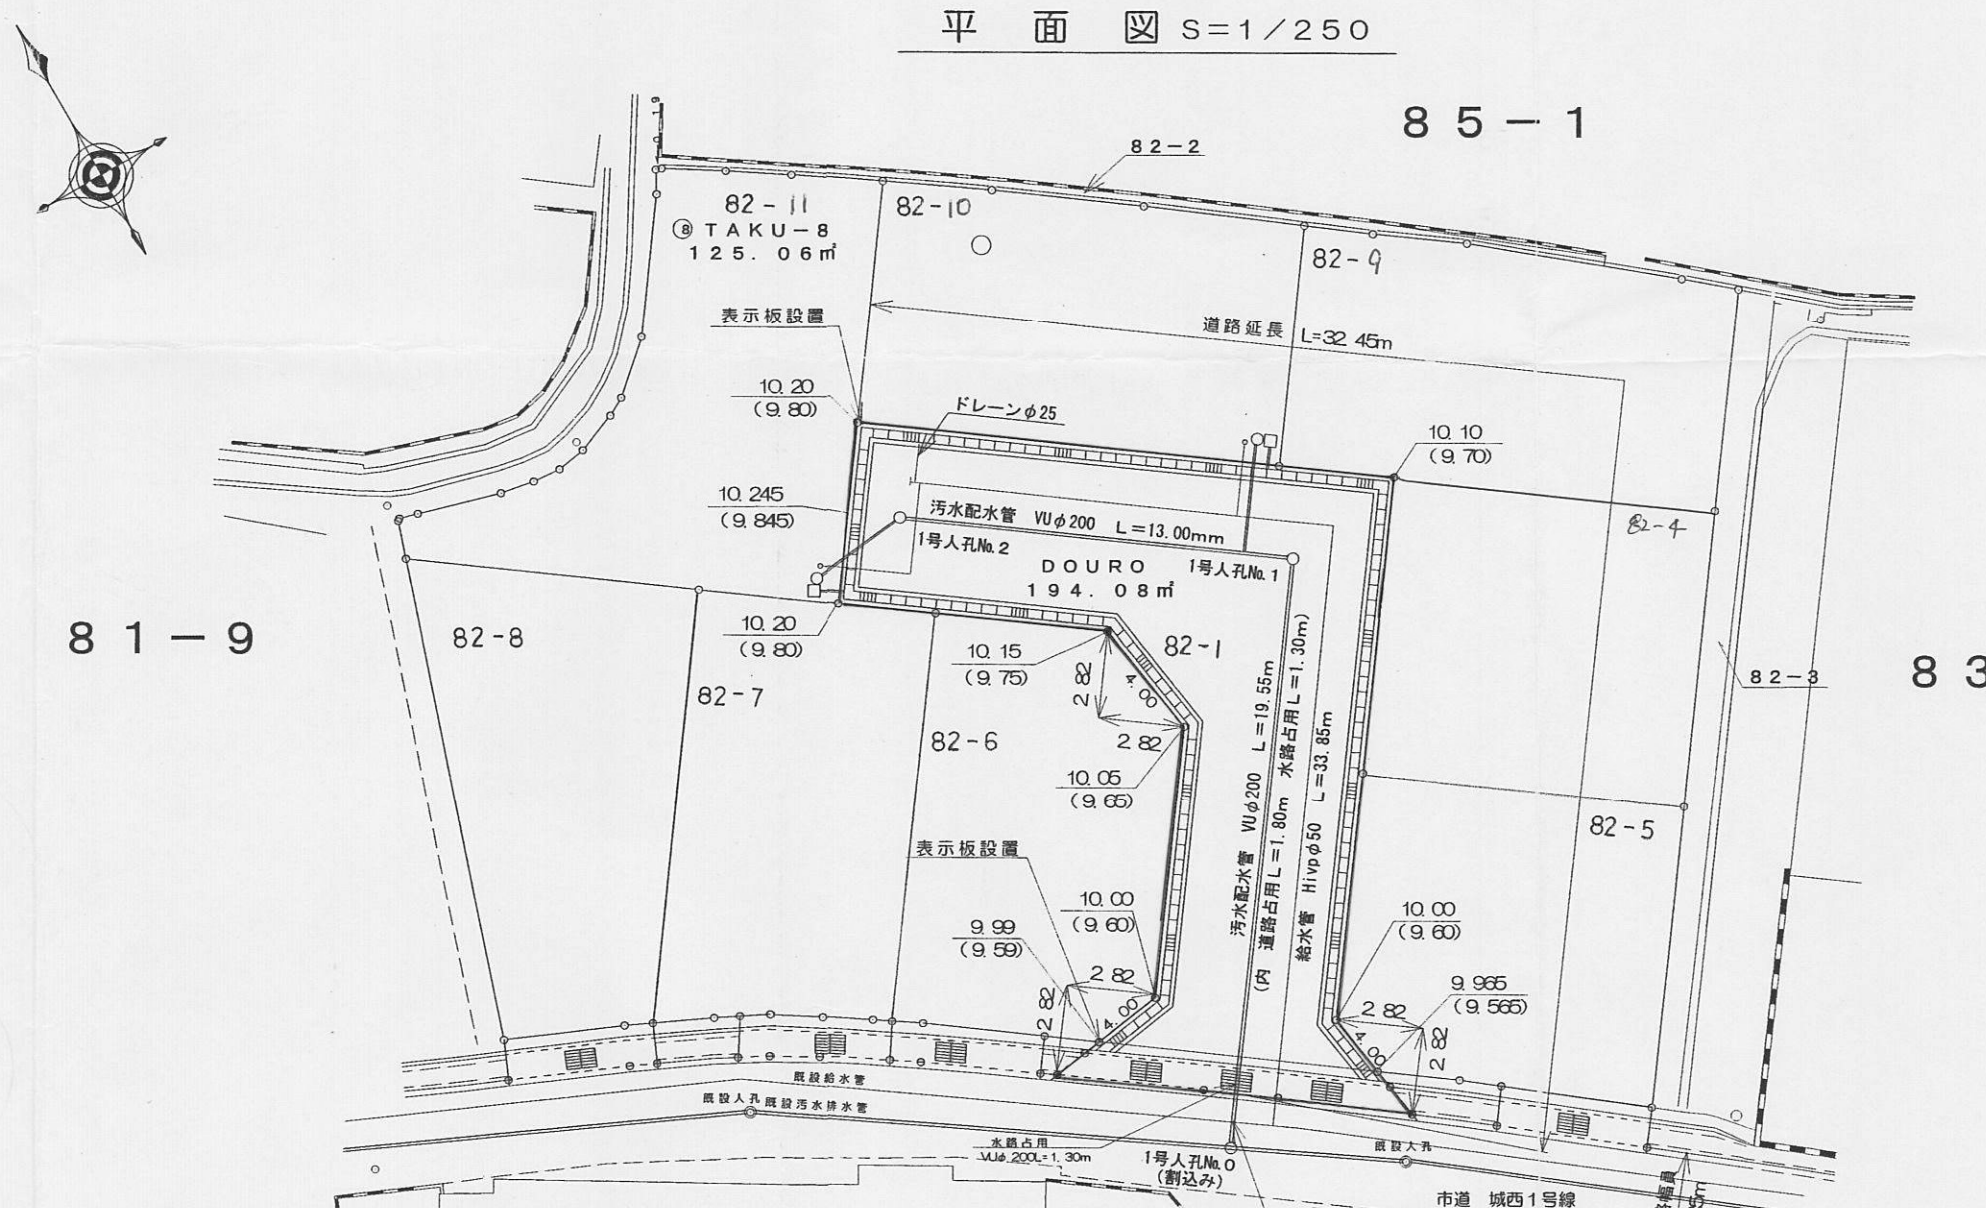 平 面 図 S=1/250
85-1
82-2
82-11
⑧ TAKU-8
125.06㎡
82-10
82-9
表示板設置
道路延長 L=32.45m
10.20
(9.80)
ドレーンφ25
10.10
(9.70)
10.245
(9.845)
汚水配水管 VUφ200 L=13.00mm
82-4
1号人孔No.2
DOURO
194.08㎡
1号人孔No.1
81-9
82-8
10.20
(9.80)
10.15
(9.75)
82-1
82-3
83
82-7
2.82
4.00
2.82
82-6
10.05
(9.65)
82-5
汚水配水管 VUφ200 L=19.55m
(内 道路占用L=1.80m 水路占用L=1.30m)
給水管 Hivpφ50 L=33.85m
表示板設置
10.00
(9.60)
9.99
(9.59)
10.00
(9.60)
9.965
(9.565)
2.82
2.82
4.00
2.82
2.82
4.00
既設給水管
既設人孔 既設汚水排水管
水路占用
VUφ200L=1.30m
1号人孔No.0
(割込み)
既設人孔
市道 城西1号線